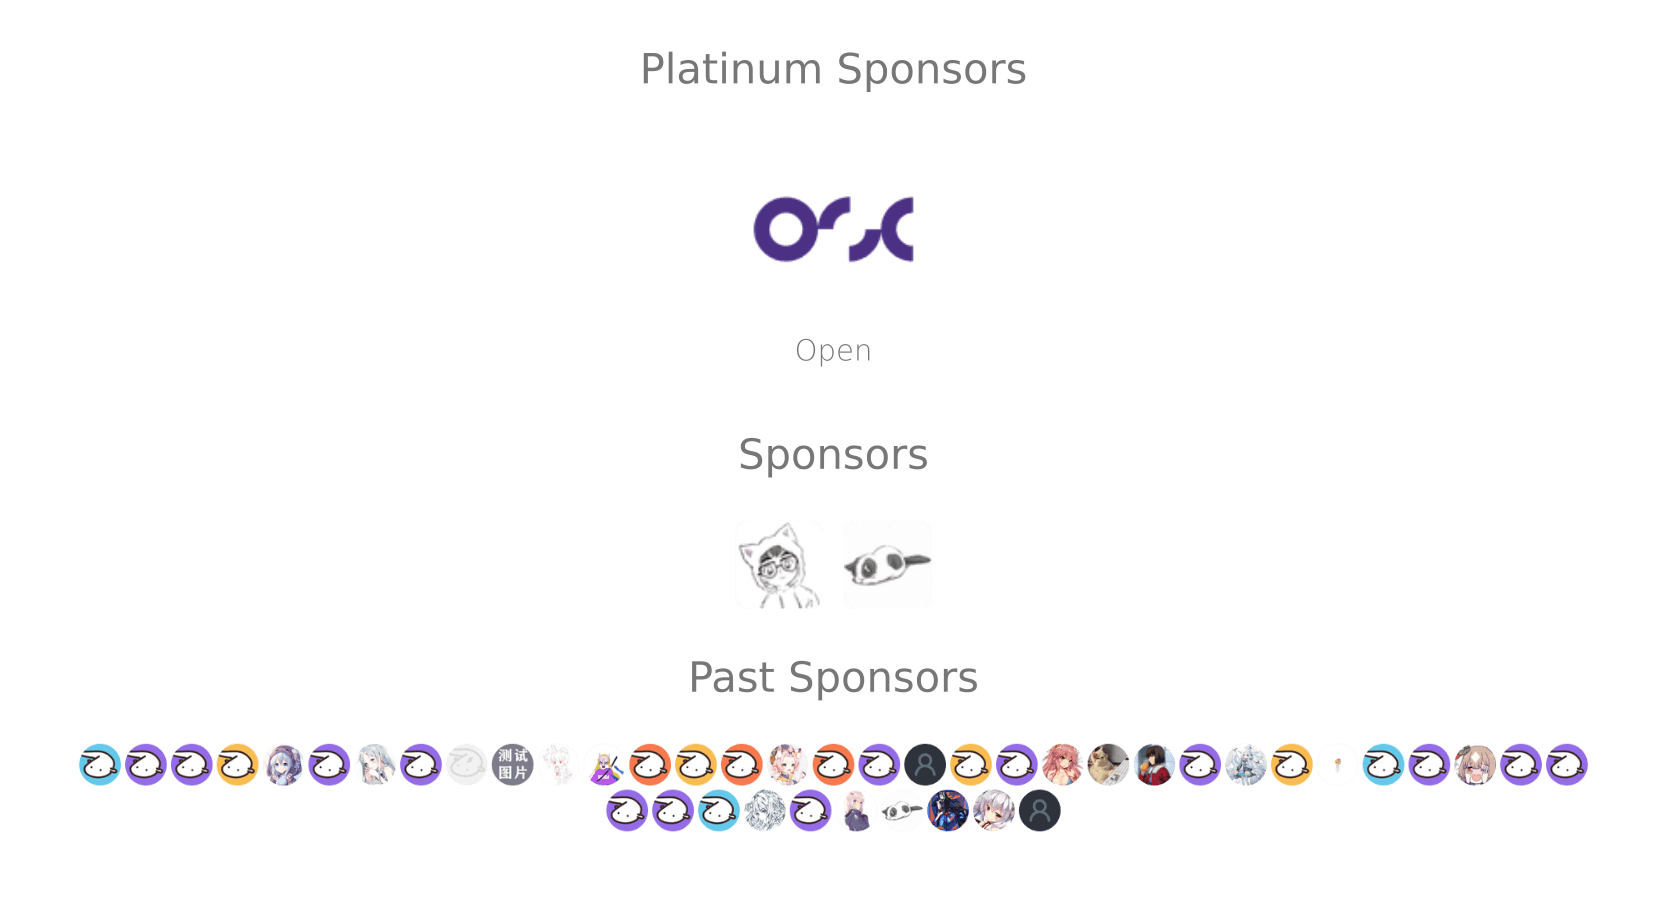 Platinum Sponsors
Open
Sponsors
Past Sponsors
测试
图片